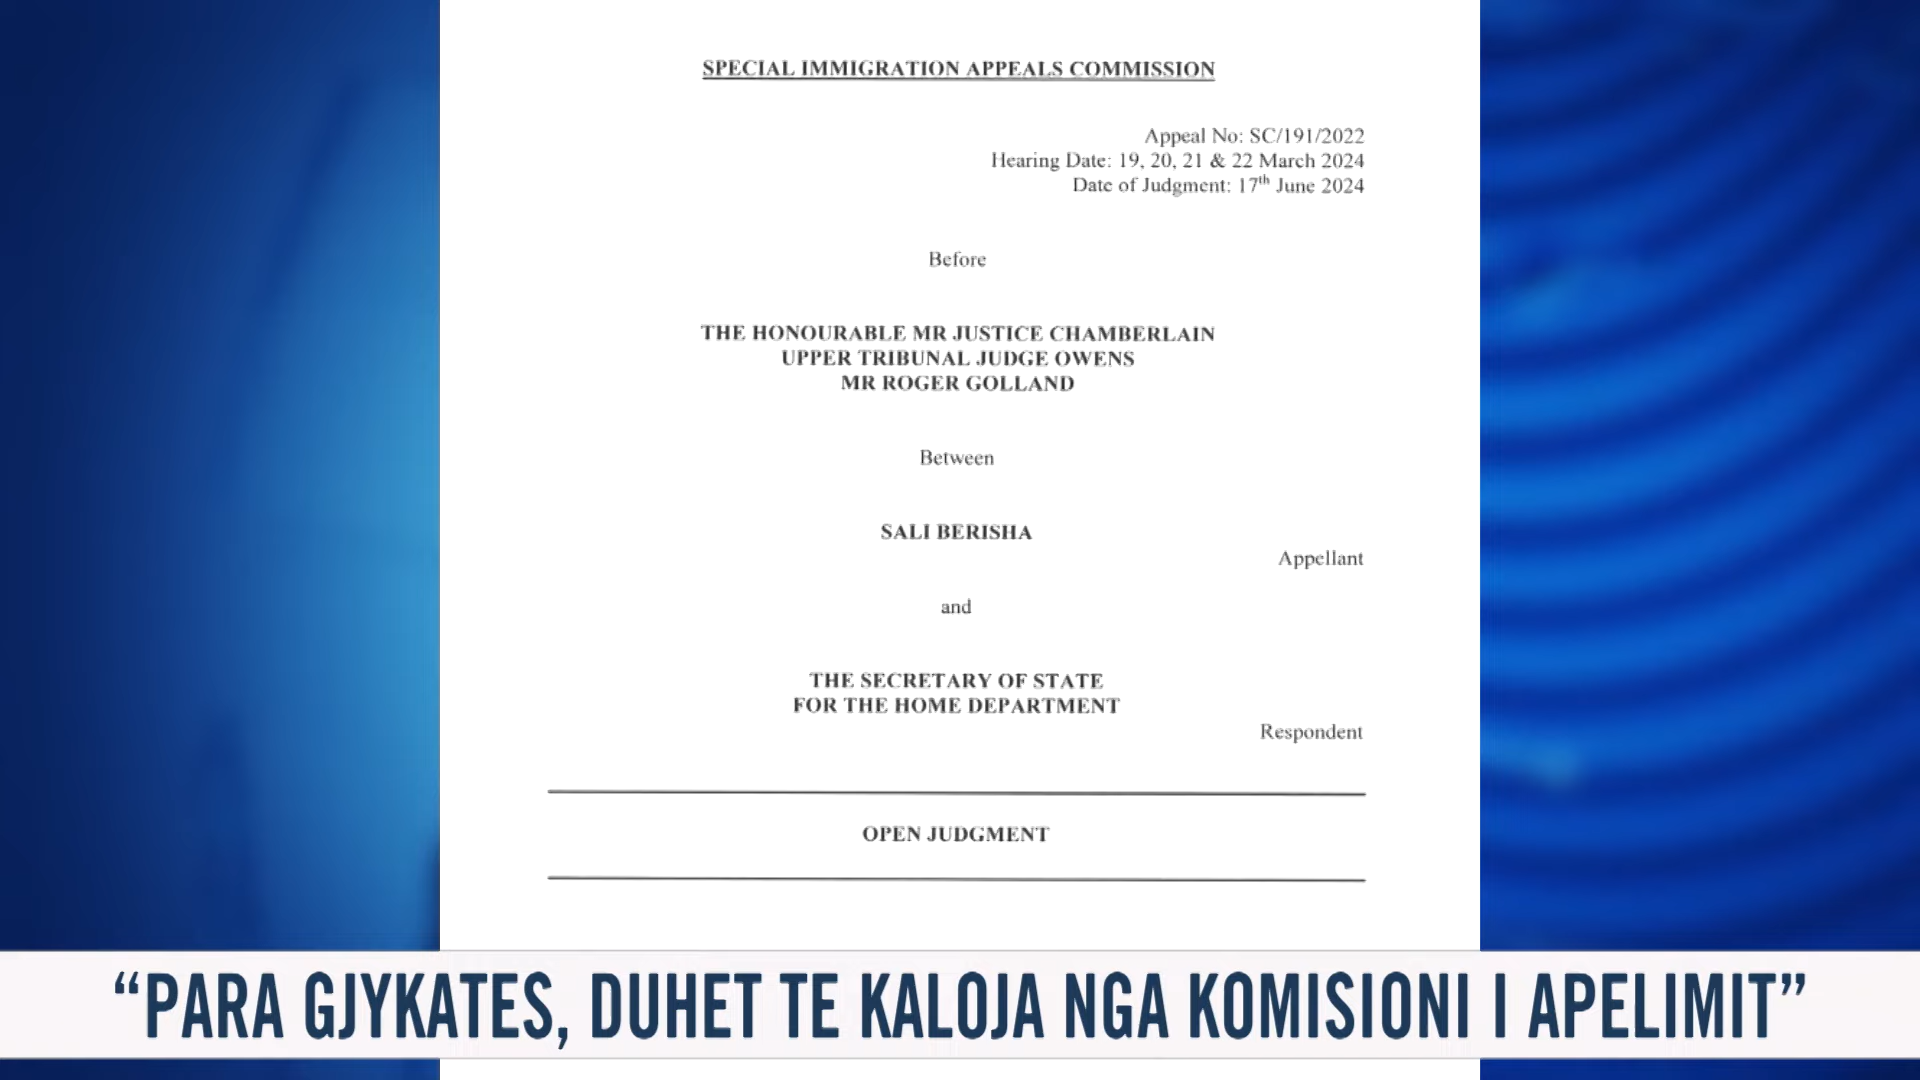 SPECIAL IMMIGRATION APPEALS COMMISSION
Appeal No: SC/191/2022
Hearing Date: 19, 20, 21 & 22 March 2024
Date of Judgment: 17th June 2024
Before
THE HONOURABLE MR JUSTICE CHAMBERLAIN
UPPER TRIBUNAL JUDGE OWENS
MR ROGER GOLLAND
Between
SALI BERISHA
Appellant
and
THE SECRETARY OF STATE
FOR THE HOME DEPARTMENT
Respondent
OPEN JUDGMENT
“PARA GJYKATES, DUHET TE KALOJA NGA KOMISIONI I APELIMIT”